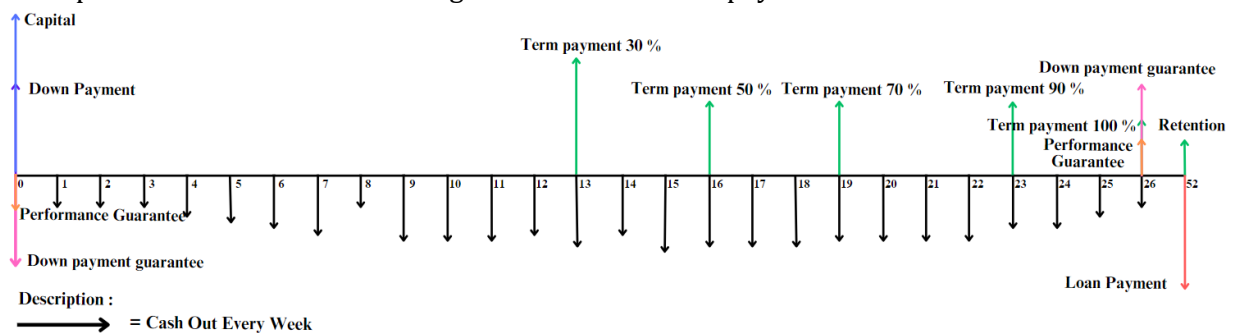 Capital
Term payment 30 %
Down payment guarantee
Down Payment
Term payment 50 %
Term payment 70 %
Term payment 90 %
Term payment 100 %
Retention
Performance
Guarantee
0 1 2 3 4 5 6 7 8 9 10 11 12 13 14 15 16 17 18 19 20 21 22 23 24 25 26 52
Performance Guarantee
Down payment guarantee
Loan Payment
Description :
= Cash Out Every Week